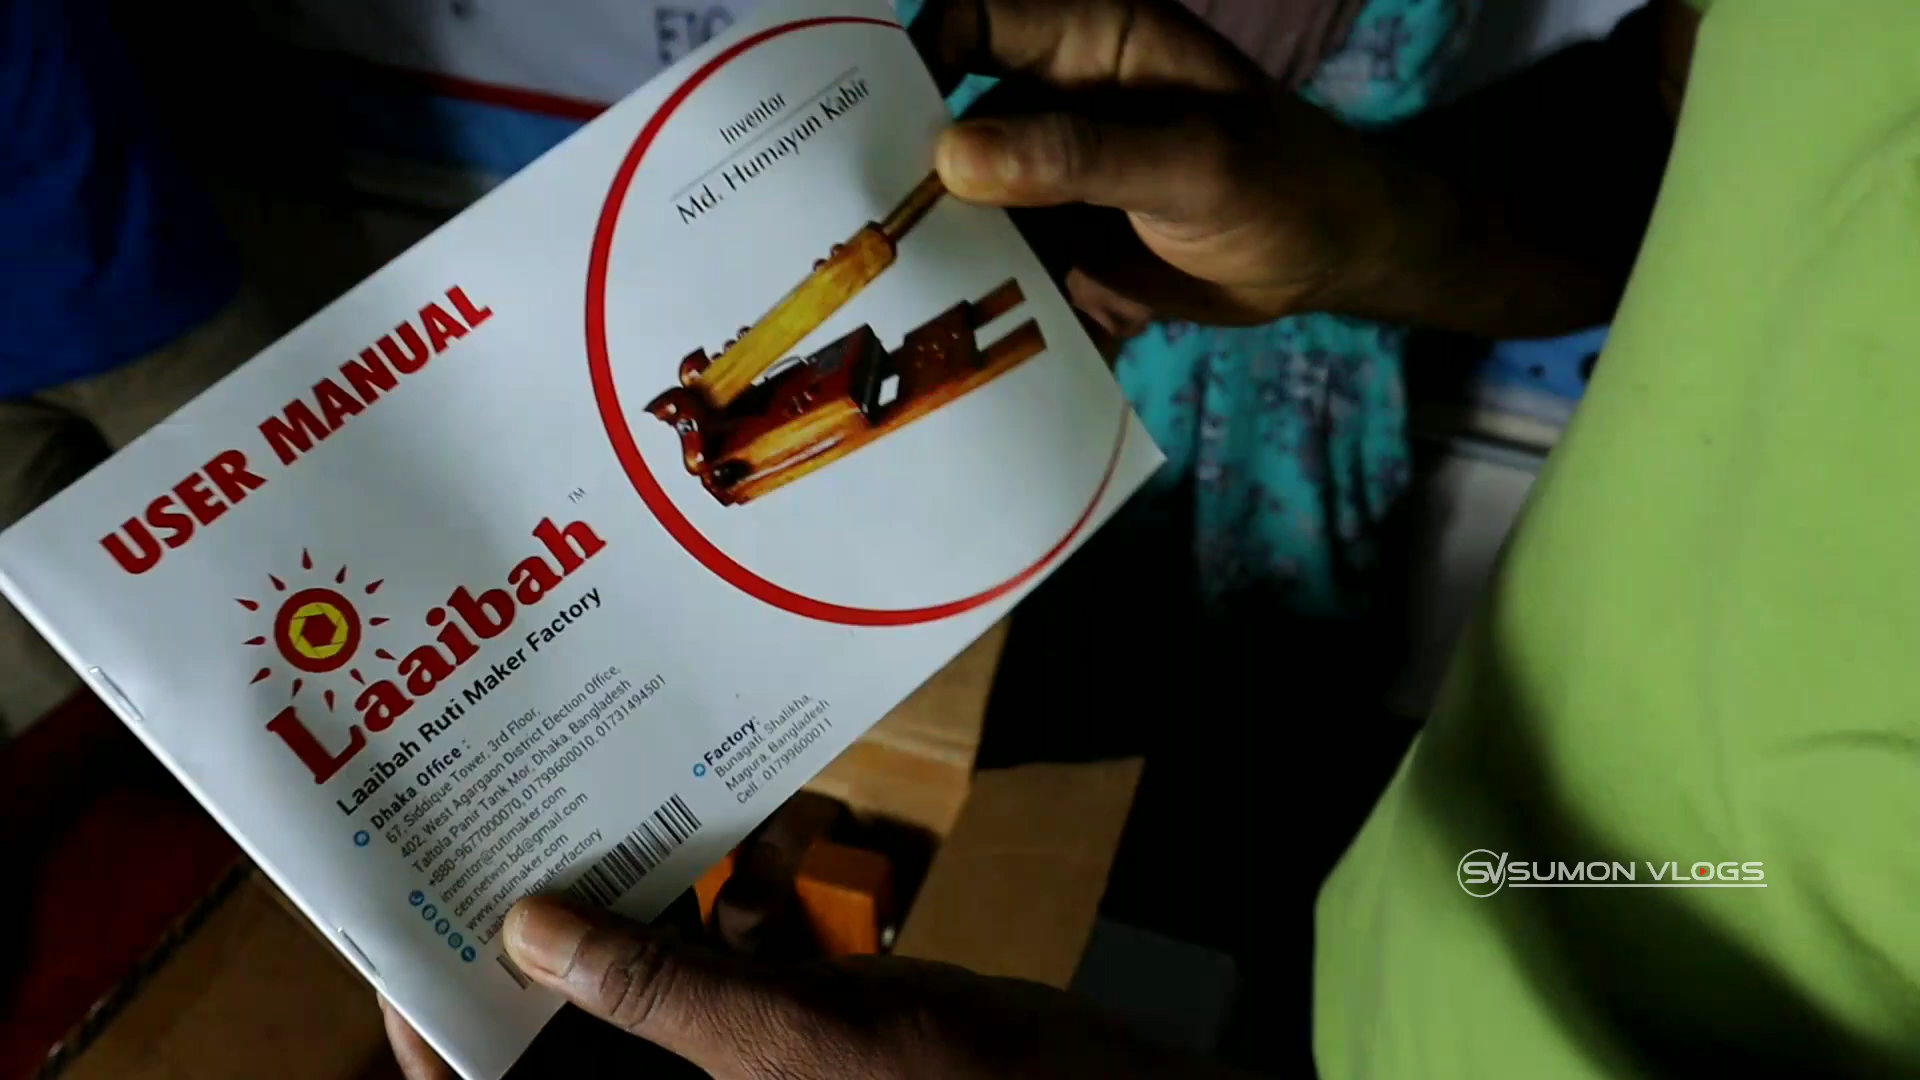 Inventor
Md. Humayun Kabir
USER MANUAL
Laaibah™
Laaibah Ruti Maker Factory
Dhaka Office :
67, Siddique Tower, 3rd Floor,
402, West Agargaon District Election Office,
Taltola Panir Tank Mor, Dhaka, Bangladesh
+880-9677000070, 01799600010, 01731494501
inventor@rutimaker.com
ceo.netwin.bd@gmail.com
www.rutimaker.com
Factory:
Bunagati, Shalikha,
Magura, Bangladesh
Cell : 01799600011
SV SUMON VLOGS